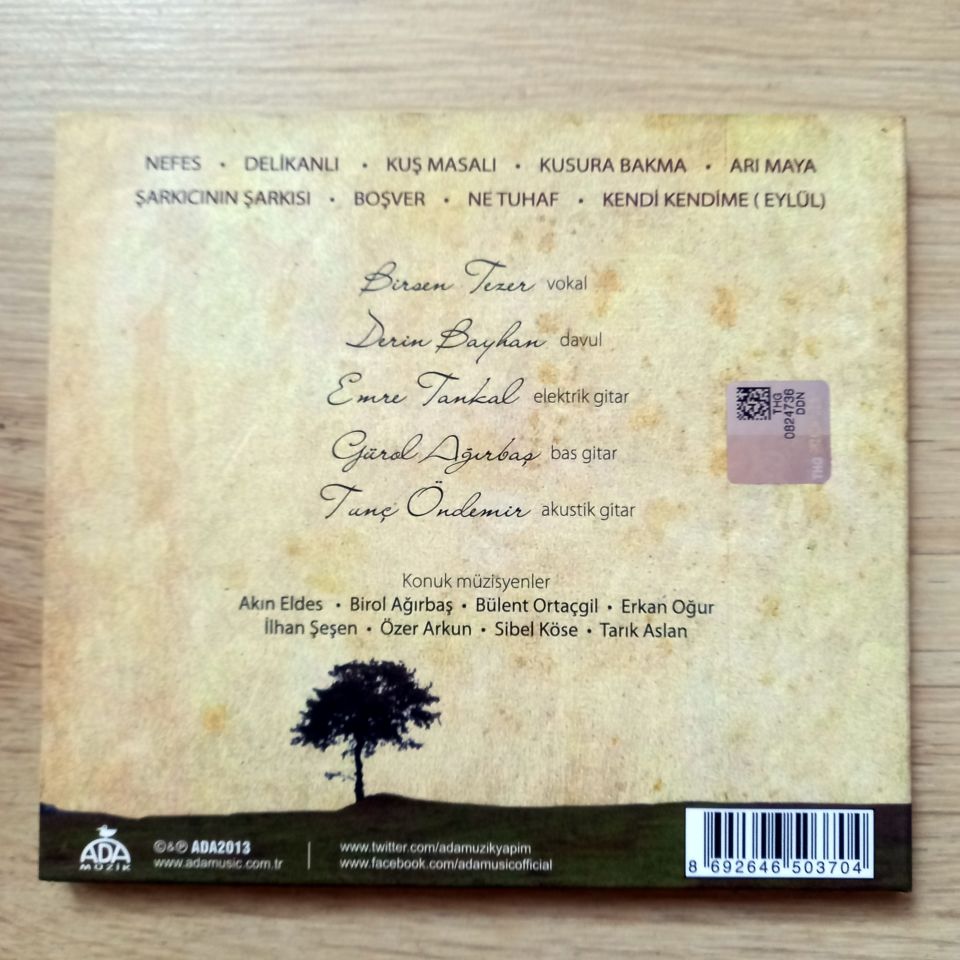 NEFES • DELİKANLI • KUŞ MASALI • KUSURA BAKMA • ARI MAYA
ŞARKICININ ŞARKISI • BOŞVER • NE TUHAF • KENDİ KENDİME ( EYLÜL)
Birsen Tezer vokal
Derin Bayhan davul
Emre Tankal elektrik gitar
Gürol Ağırbaş bas gitar
Tunç Öndemir akustik gitar
THG
0824736
DDN
THG
Konuk müzisyenler
Akın Eldes • Birol Ağırbaş • Bülent Ortaçgil • Erkan Oğur
İlhan Şeşen • Özer Arkun • Sibel Köse • Tarık Aslan
ADA
MÜZİK
©&℗ ADA2013
www.adamusic.com.tr
www.twitter.com/adamuzikyapim
www.facebook.com/adamusicofficial
8 692646 503704